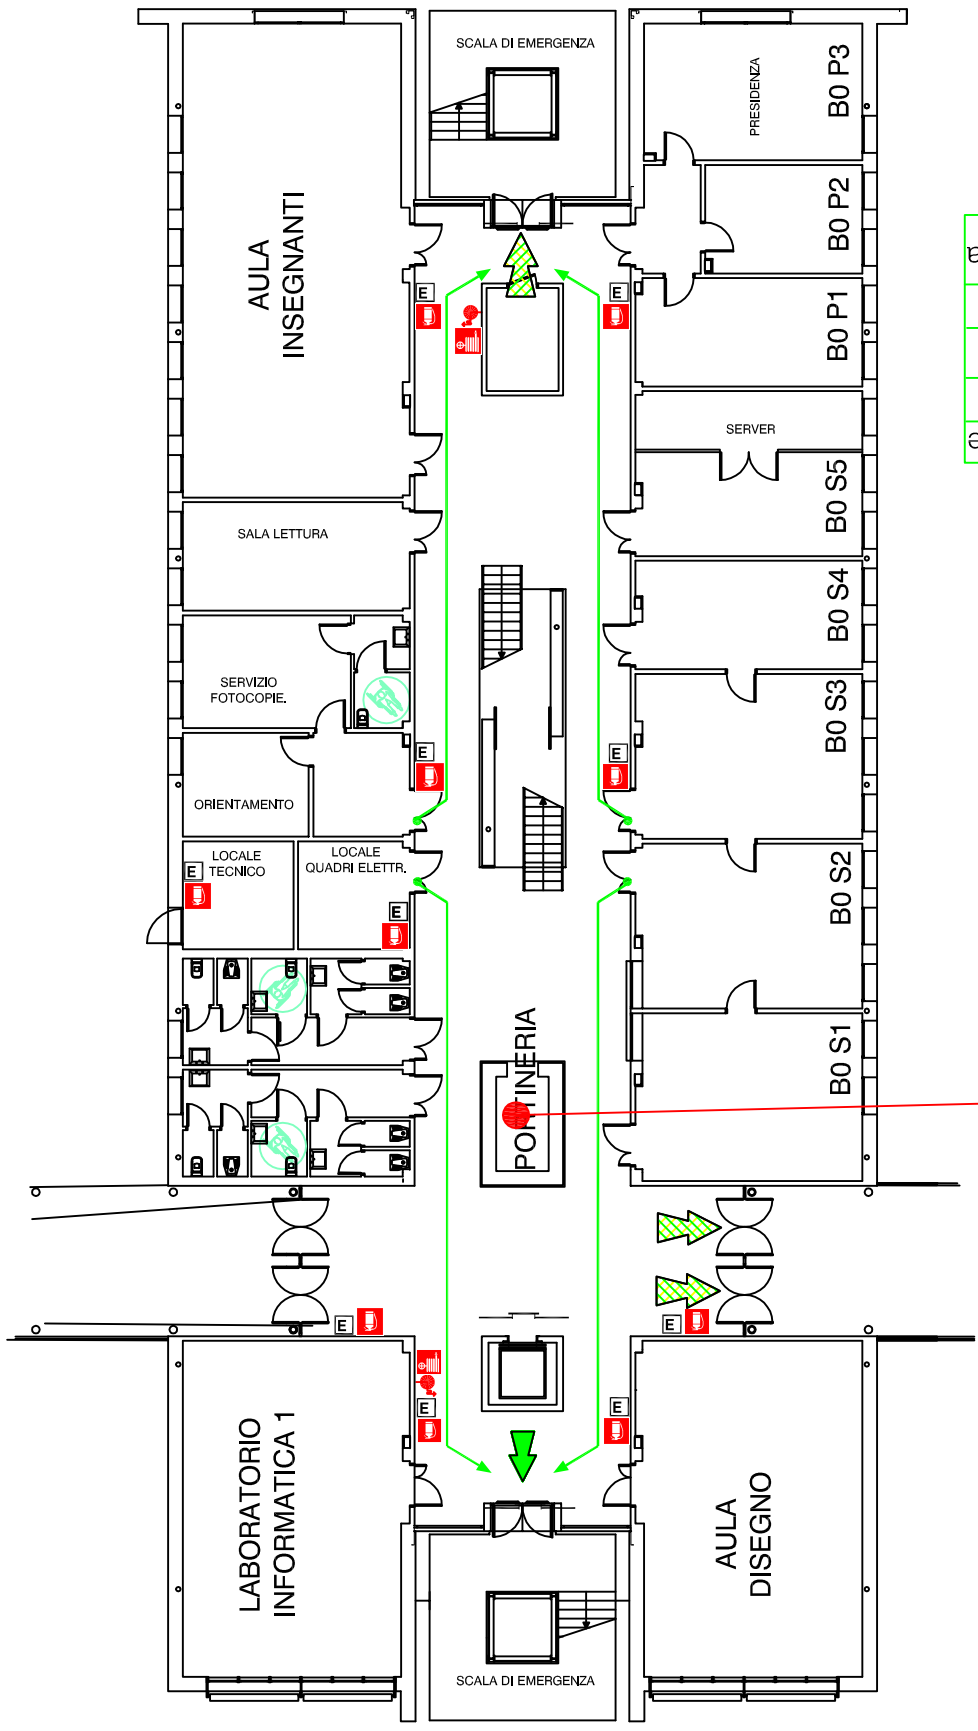 SCALA DI EMERGENZA
PRESIDENZA
B0 P3
AULA
INSEGNANTI
B0 P2
E
E
B0 P1
SERVER
SALA LETTURA
B0 S5
B0 S4
SERVIZIO
FOTOCOPIE.
B0 S3
E
E
ORIENTAMENTO
LOCALE
TECNICO
LOCALE
QUADRI ELETTR.
E
E
B0 S2
PORTINERIA
B0 S1
E
E
E
E
LABORATORIO
INFORMATICA 1
AULA
DISEGNO
SCALA DI EMERGENZA